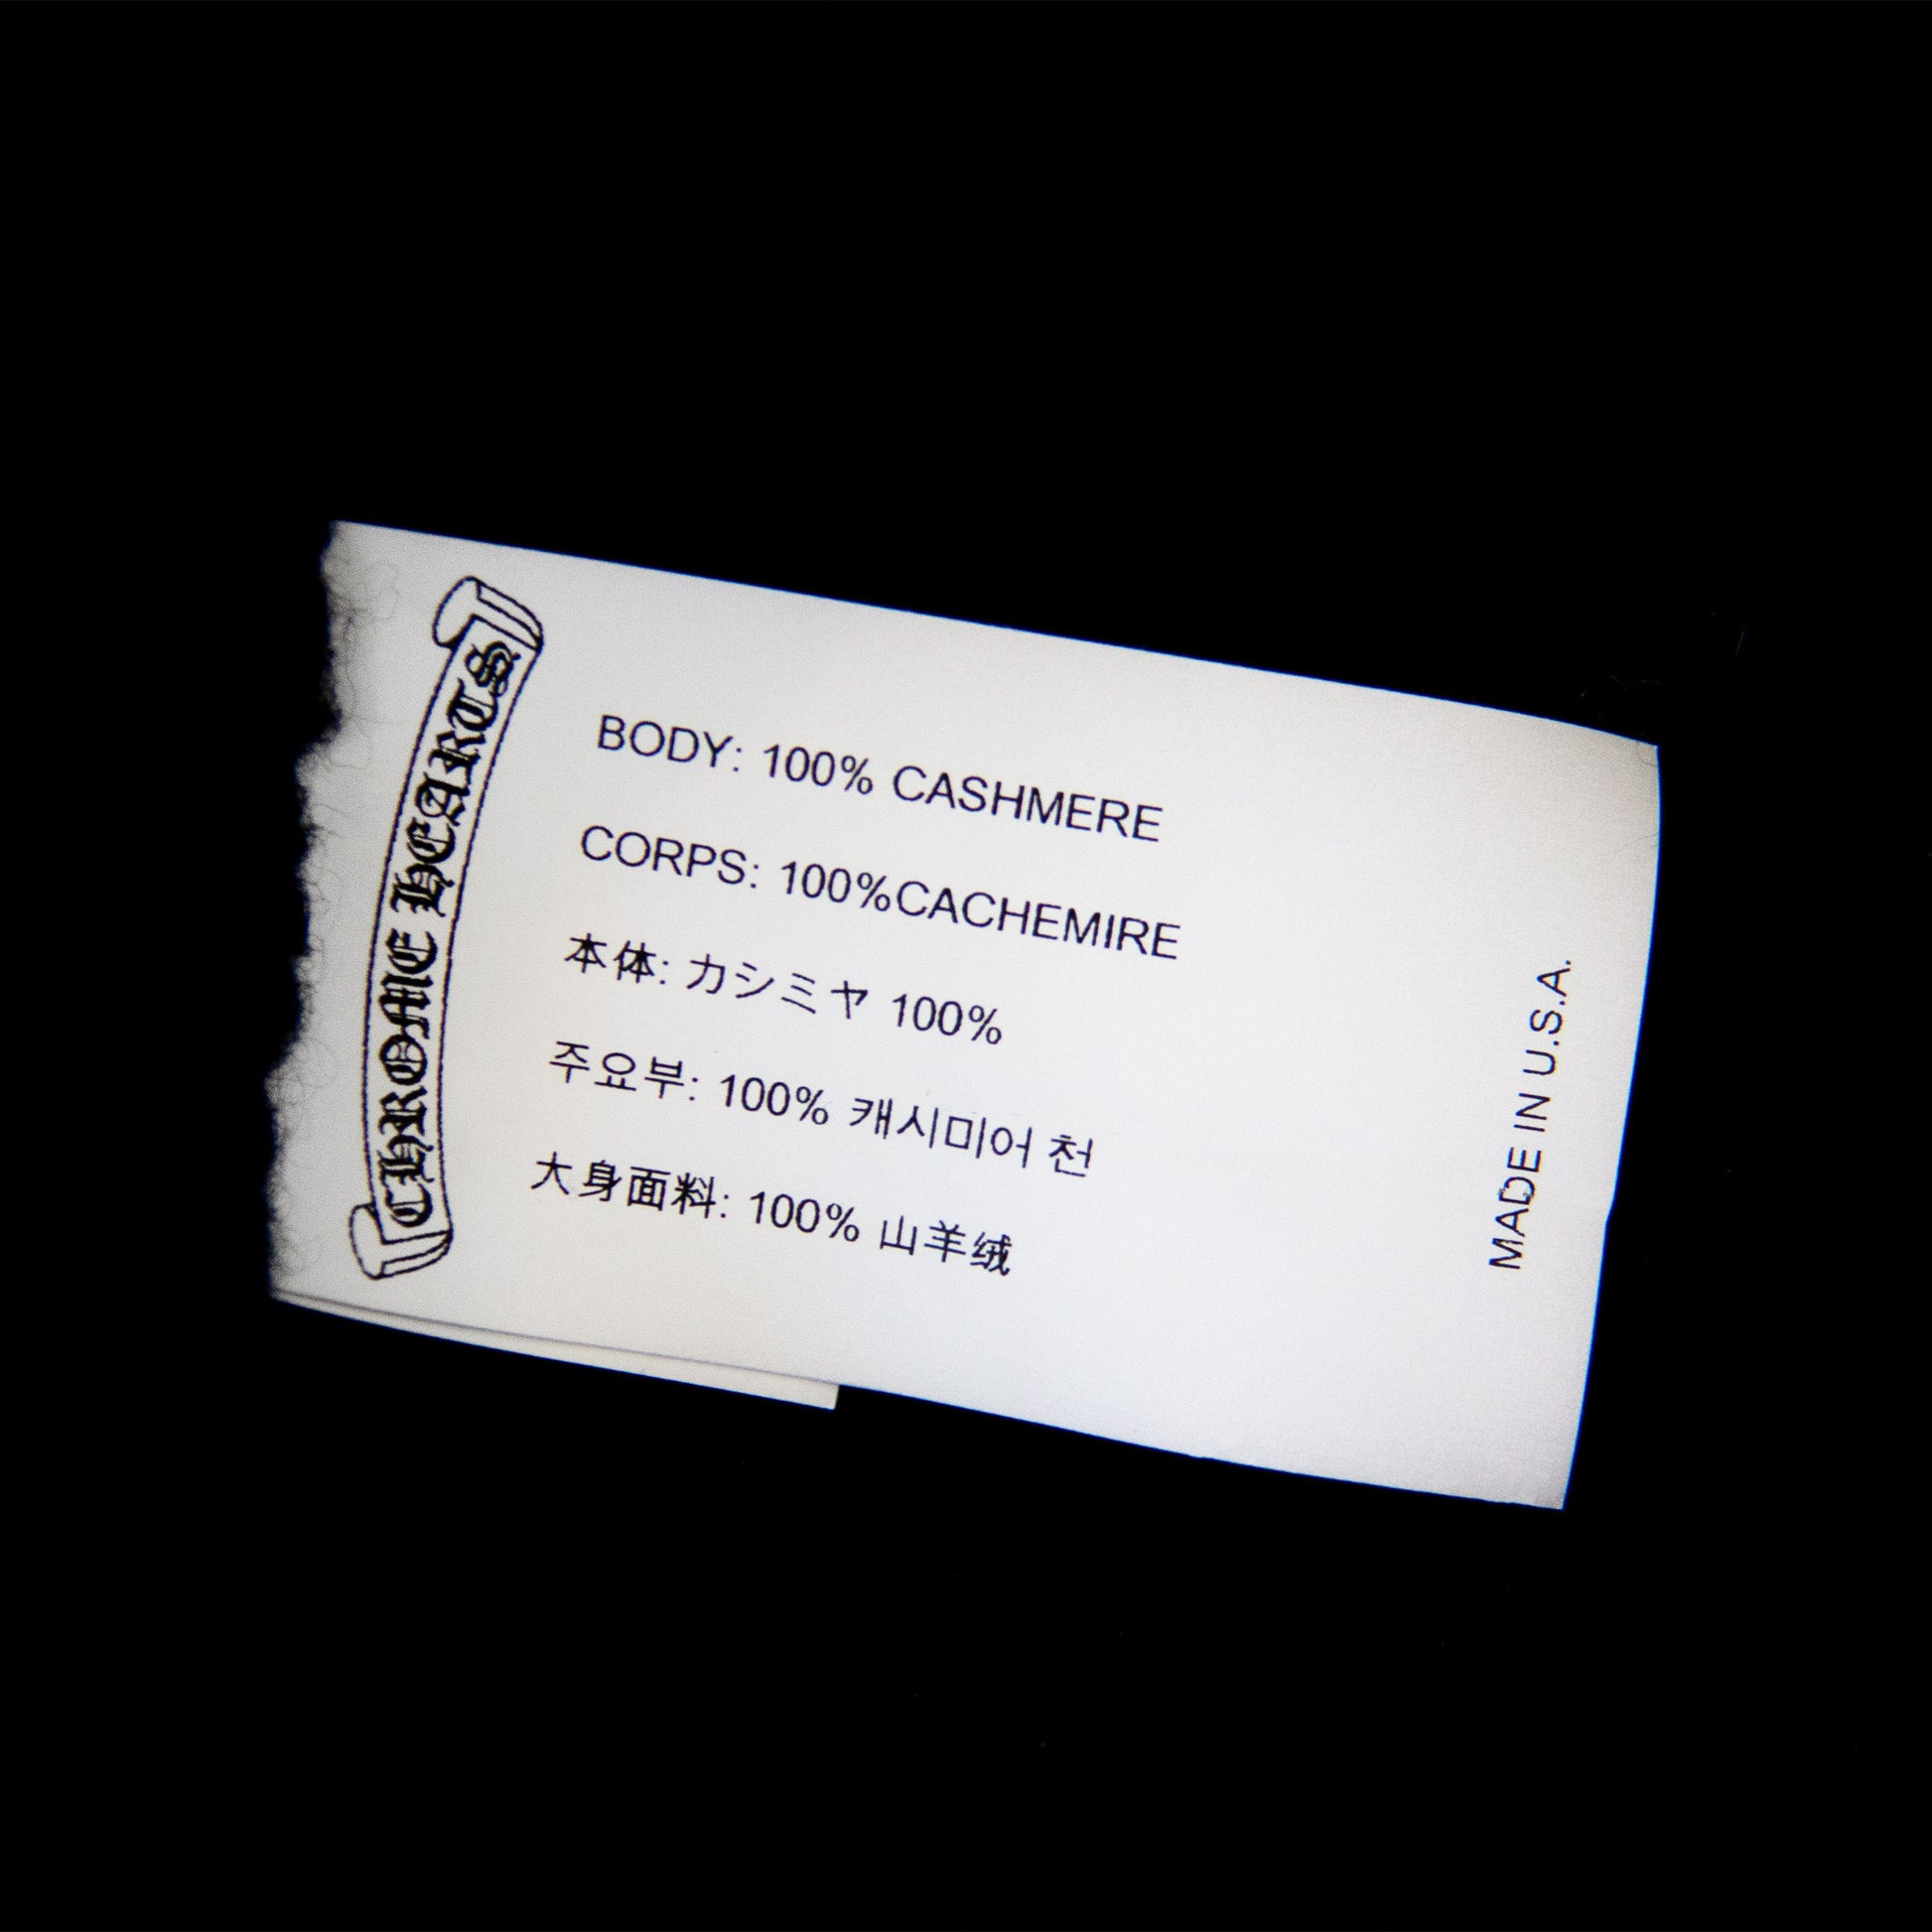 CHROME HEARTS
BODY: 100% CASHMERE
CORPS: 100%CACHEMIRE
本体: カシミヤ 100%
주요부: 100% 캐시미어 천
大身面料: 100% 山羊绒
MADE IN U.S.A.